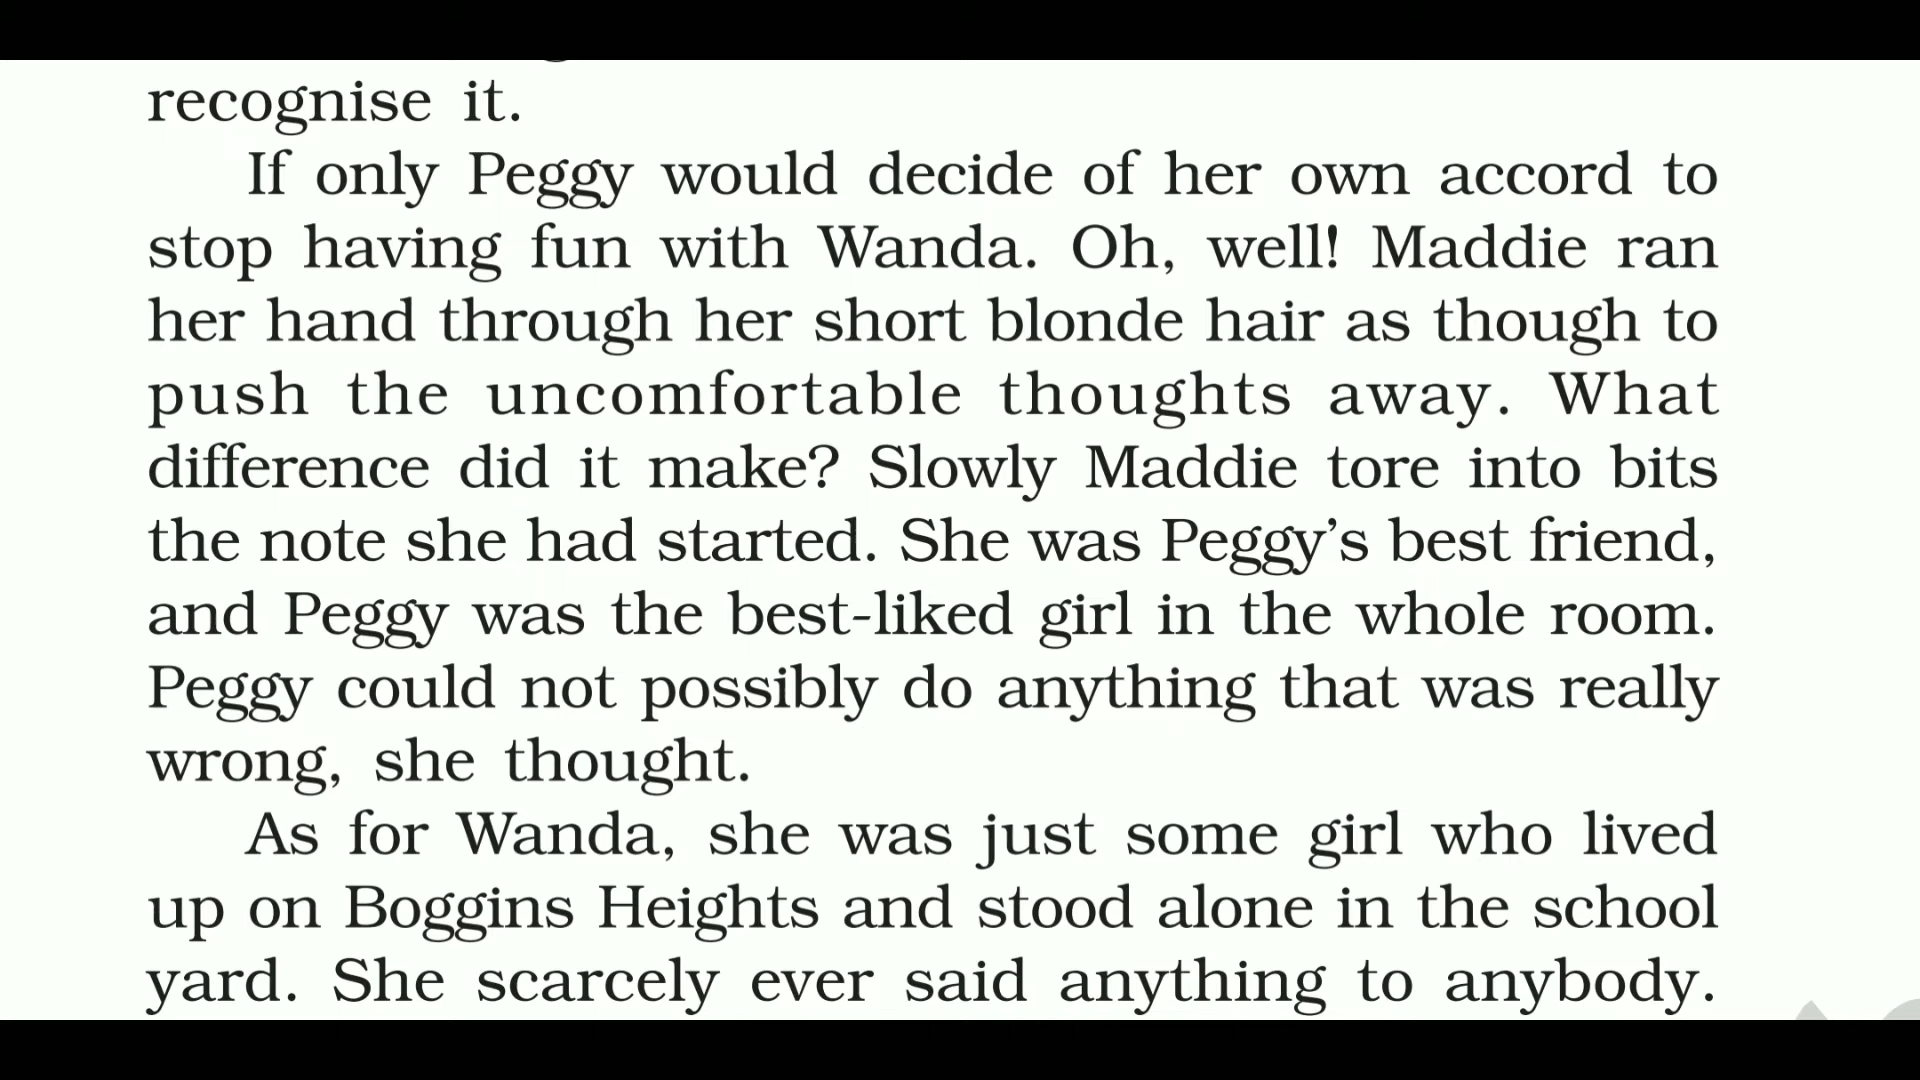 recognise it.
If only Peggy would decide of her own accord to
stop having fun with Wanda. Oh, well! Maddie ran
her hand through her short blonde hair as though to
push the uncomfortable thoughts away. What
difference did it make? Slowly Maddie tore into bits
the note she had started. She was Peggy’s best friend,
and Peggy was the best-liked girl in the whole room.
Peggy could not possibly do anything that was really
wrong, she thought.
As for Wanda, she was just some girl who lived
up on Boggins Heights and stood alone in the school
yard. She scarcely ever said anything to anybody.